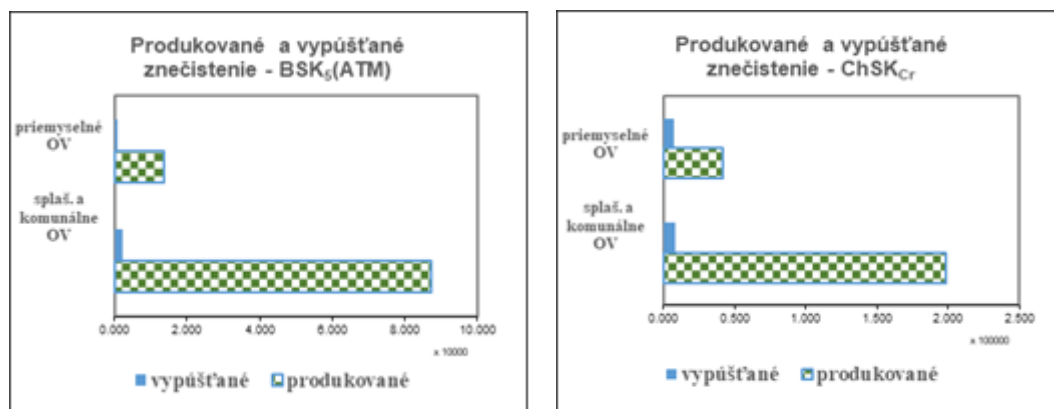 Produkované a vypúšťané
znečistenie - BSK₅(ATM)
priemyselné
OV
splaš. a
komunálne
OV
0.000 2.000 4.000 6.000 8.000 10.000
x 10000
vypúšťané produkované
Produkované a vypúšťané
znečistenie - ChSKCr
priemyselné
OV
splaš. a
komunálne
OV
0.000 0.500 1.000 1.500 2.000 2.500
x 100000
vypúšťané produkované